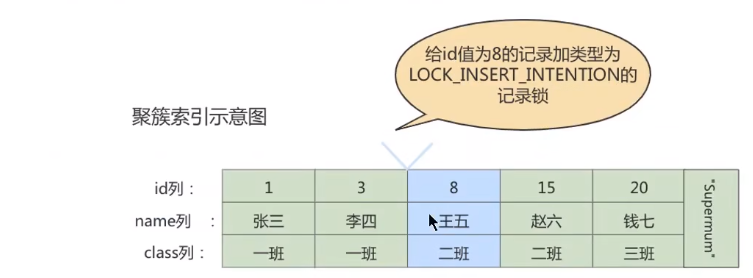 给id值为8的记录加类型为
LOCK_INSERT_INTENTION的
记录锁
聚簇索引示意图
id列： 1 3 8 15 20 "Supermum"
name列 ： 张三 李四 王五 赵六 钱七
class列： 一班 一班 二班 二班 三班